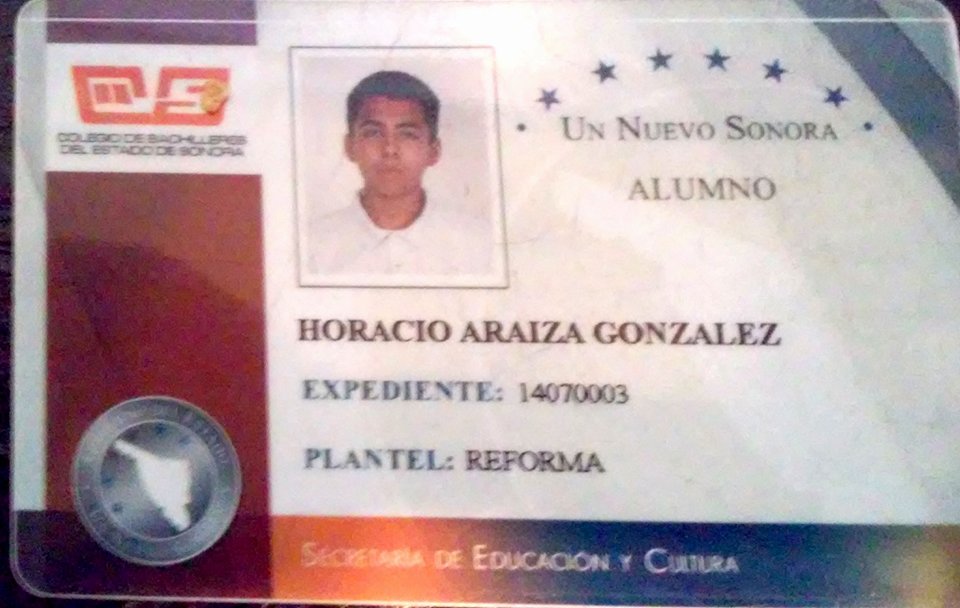 COLEGIO DE BACHILLERES
DEL ESTADO DE SONORA
• UN NUEVO SONORA •
ALUMNO
HORACIO ARAIZA GONZALEZ
EXPEDIENTE: 14070003
PLANTEL: REFORMA
SECRETARÍA DE EDUCACIÓN Y CULTURA